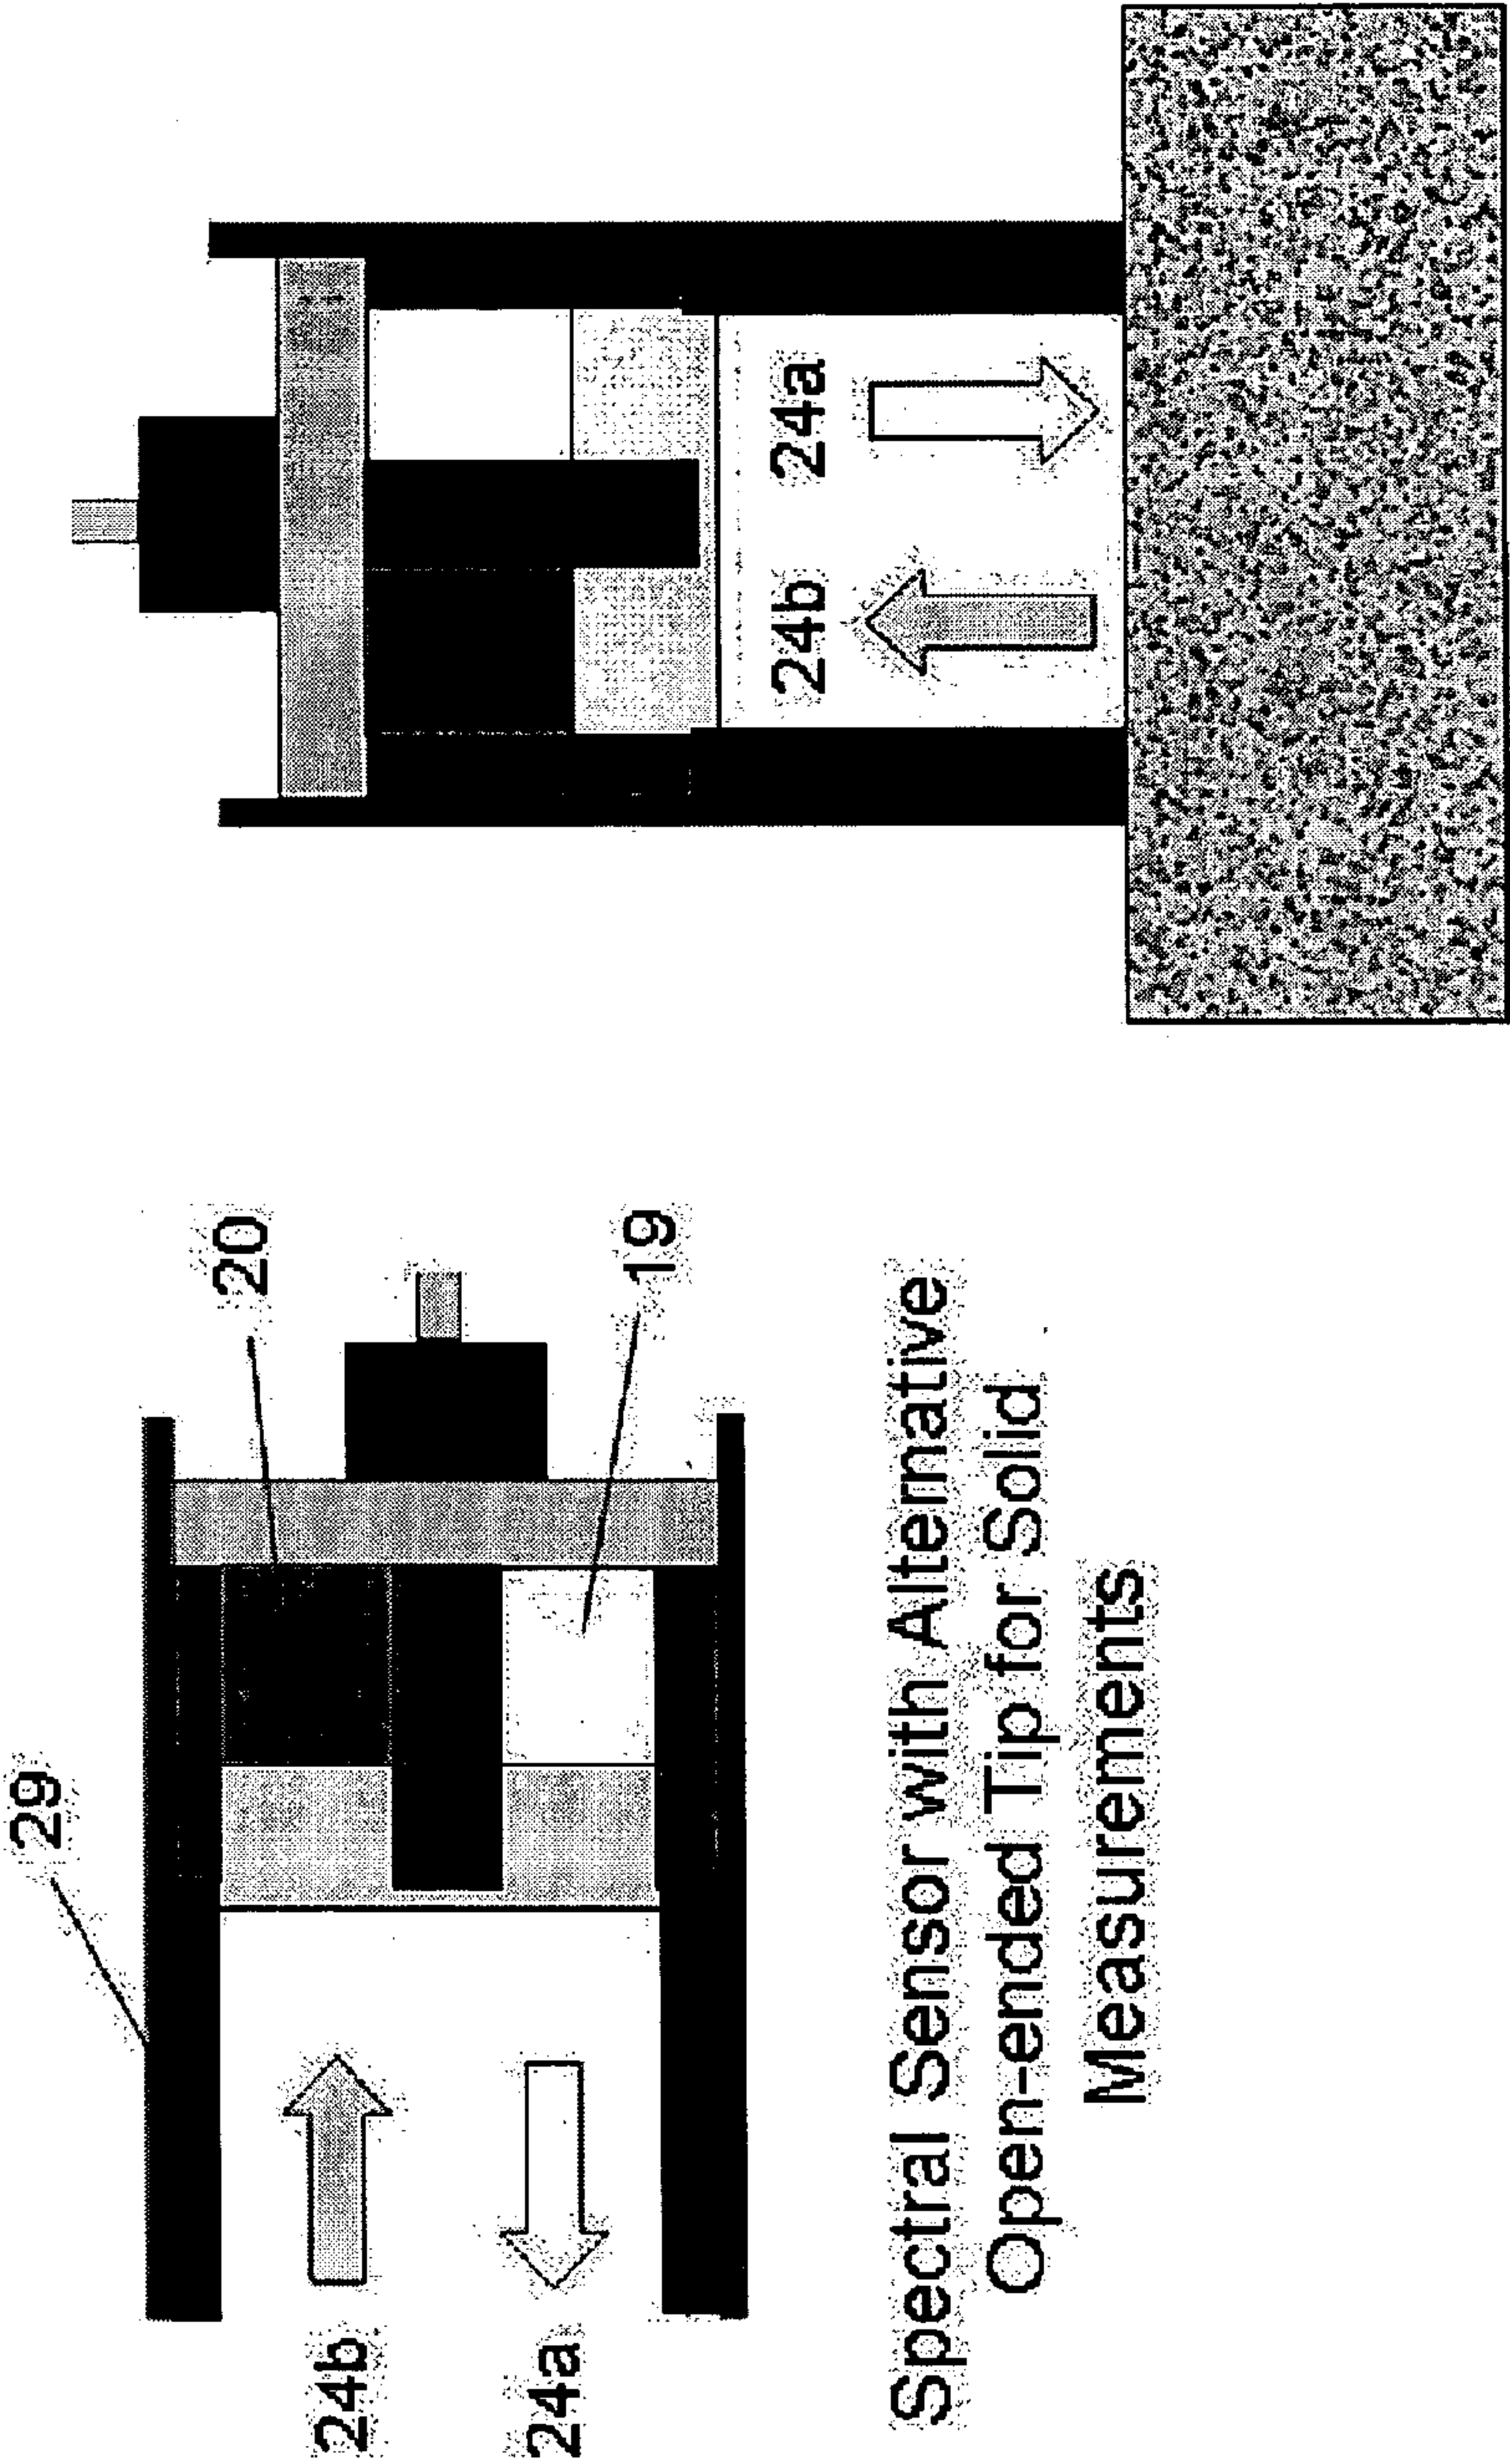 29
20
24b
24a
19
Spectral Sensor with Alternative
Open-ended Tip for Solid
Measurements
24b
24a